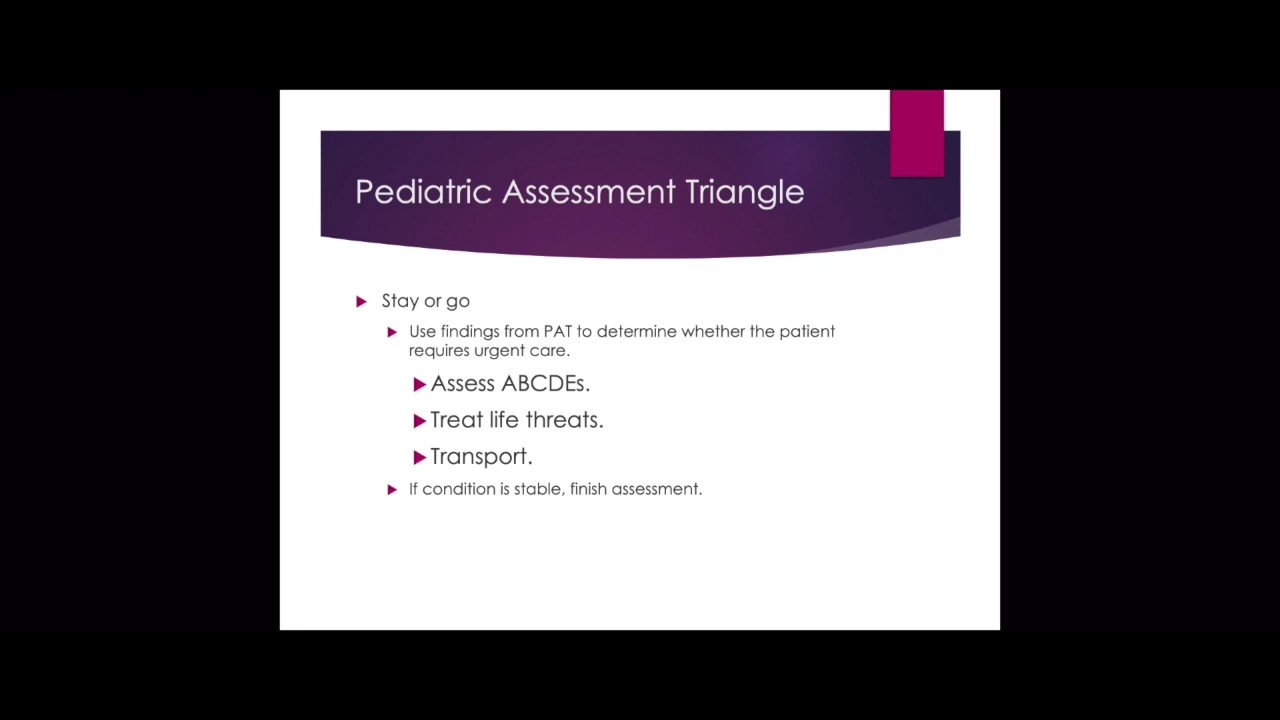 Pediatric Assessment Triangle
Stay or go
Use findings from PAT to determine whether the patient
requires urgent care.
Assess ABCDEs.
Treat life threats.
Transport.
If condition is stable, finish assessment.